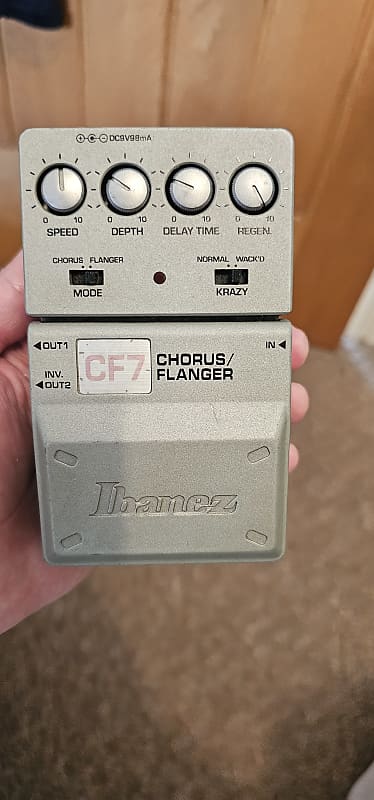 DC9V98mA
0 10 0 10 0 10 0 10
SPEED DEPTH DELAY TIME REGEN.
CHORUS FLANGER NORMAL WACK'D
MODE KRAZY
OUT1 IN
INV.
OUT2
CF7 CHORUS/
FLANGER
Ibanez